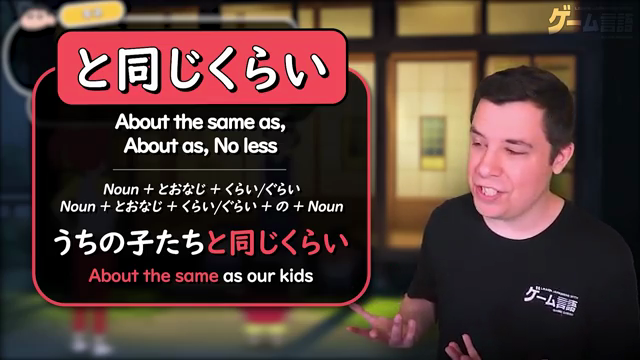 ゲーム言語
と同じくらい
About the same as,
About as, No less
Noun + とおなじ + くらい/ぐらい
Noun + とおなじ + くらい/ぐらい + の + Noun
うちの子たちと同じくらい
About the same as our kids
ゲーム言語